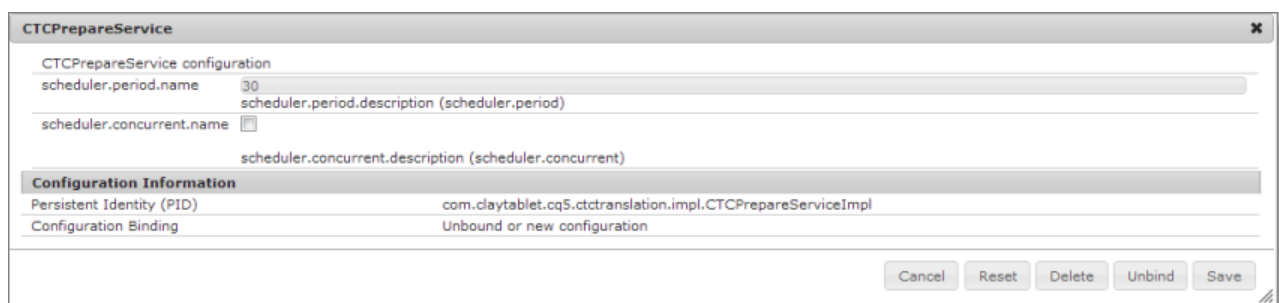 CTCPrepareService ✖
CTCPrepareService configuration
scheduler.period.name 30
scheduler.period.description (scheduler.period)
scheduler.concurrent.name
scheduler.concurrent.description (scheduler.concurrent)
Configuration Information
Persistent Identity (PID) com.claytablet.cq5.ctctranslation.impl.CTCPrepareServiceImpl
Configuration Binding Unbound or new configuration
Cancel Reset Delete Unbind Save